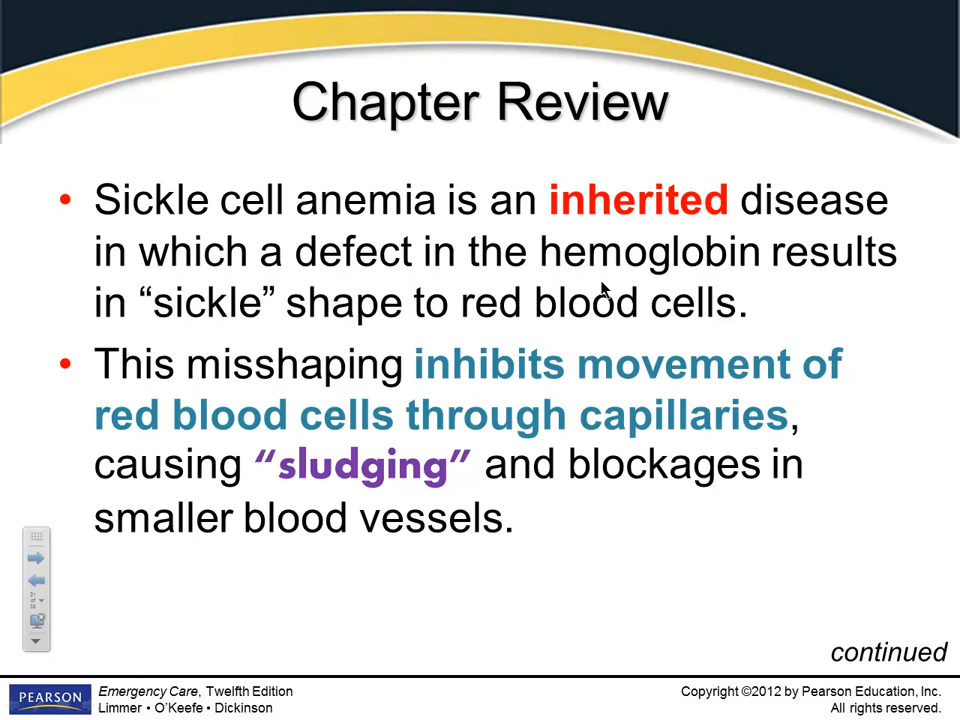 Chapter Review
• Sickle cell anemia is an inherited disease
in which a defect in the hemoglobin results
in “sickle” shape to red blood cells.
• This misshaping inhibits movement of
red blood cells through capillaries,
causing “sludging” and blockages in
smaller blood vessels.
continued
PEARSON
Emergency Care, Twelfth Edition
Limmer • O’Keefe • Dickinson
Copyright ©2012 by Pearson Education, Inc.
All rights reserved.